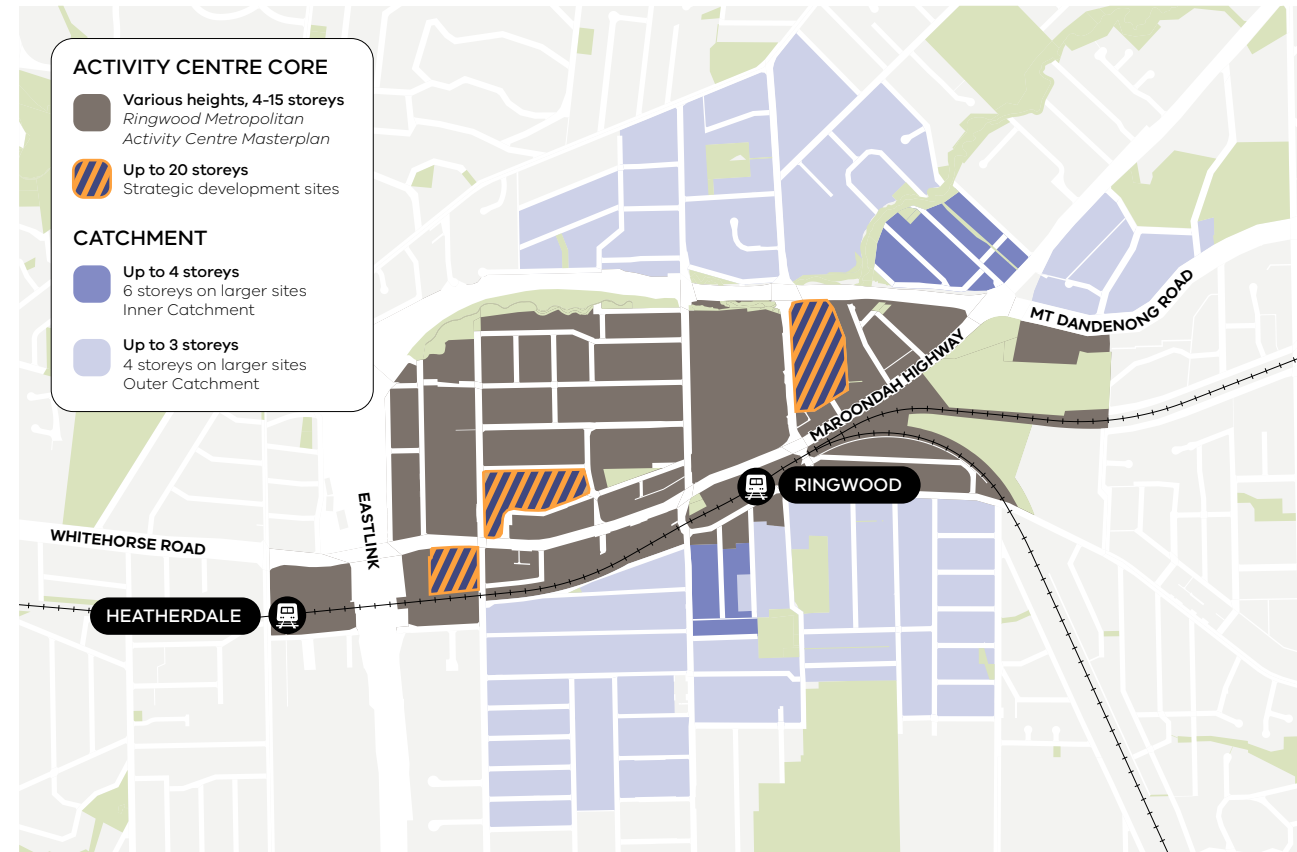 ACTIVITY CENTRE CORE
Various heights, 4-15 storeys
Ringwood Metropolitan
Activity Centre Masterplan
Up to 20 storeys
Strategic development sites
CATCHMENT
Up to 4 storeys
6 storeys on larger sites
Inner Catchment
Up to 3 storeys
4 storeys on larger sites
Outer Catchment
MT DANDENONG ROAD
MAROONDAH HIGHWAY
RINGWOOD
EASTLINK
WHITEHORSE ROAD
HEATHERDALE